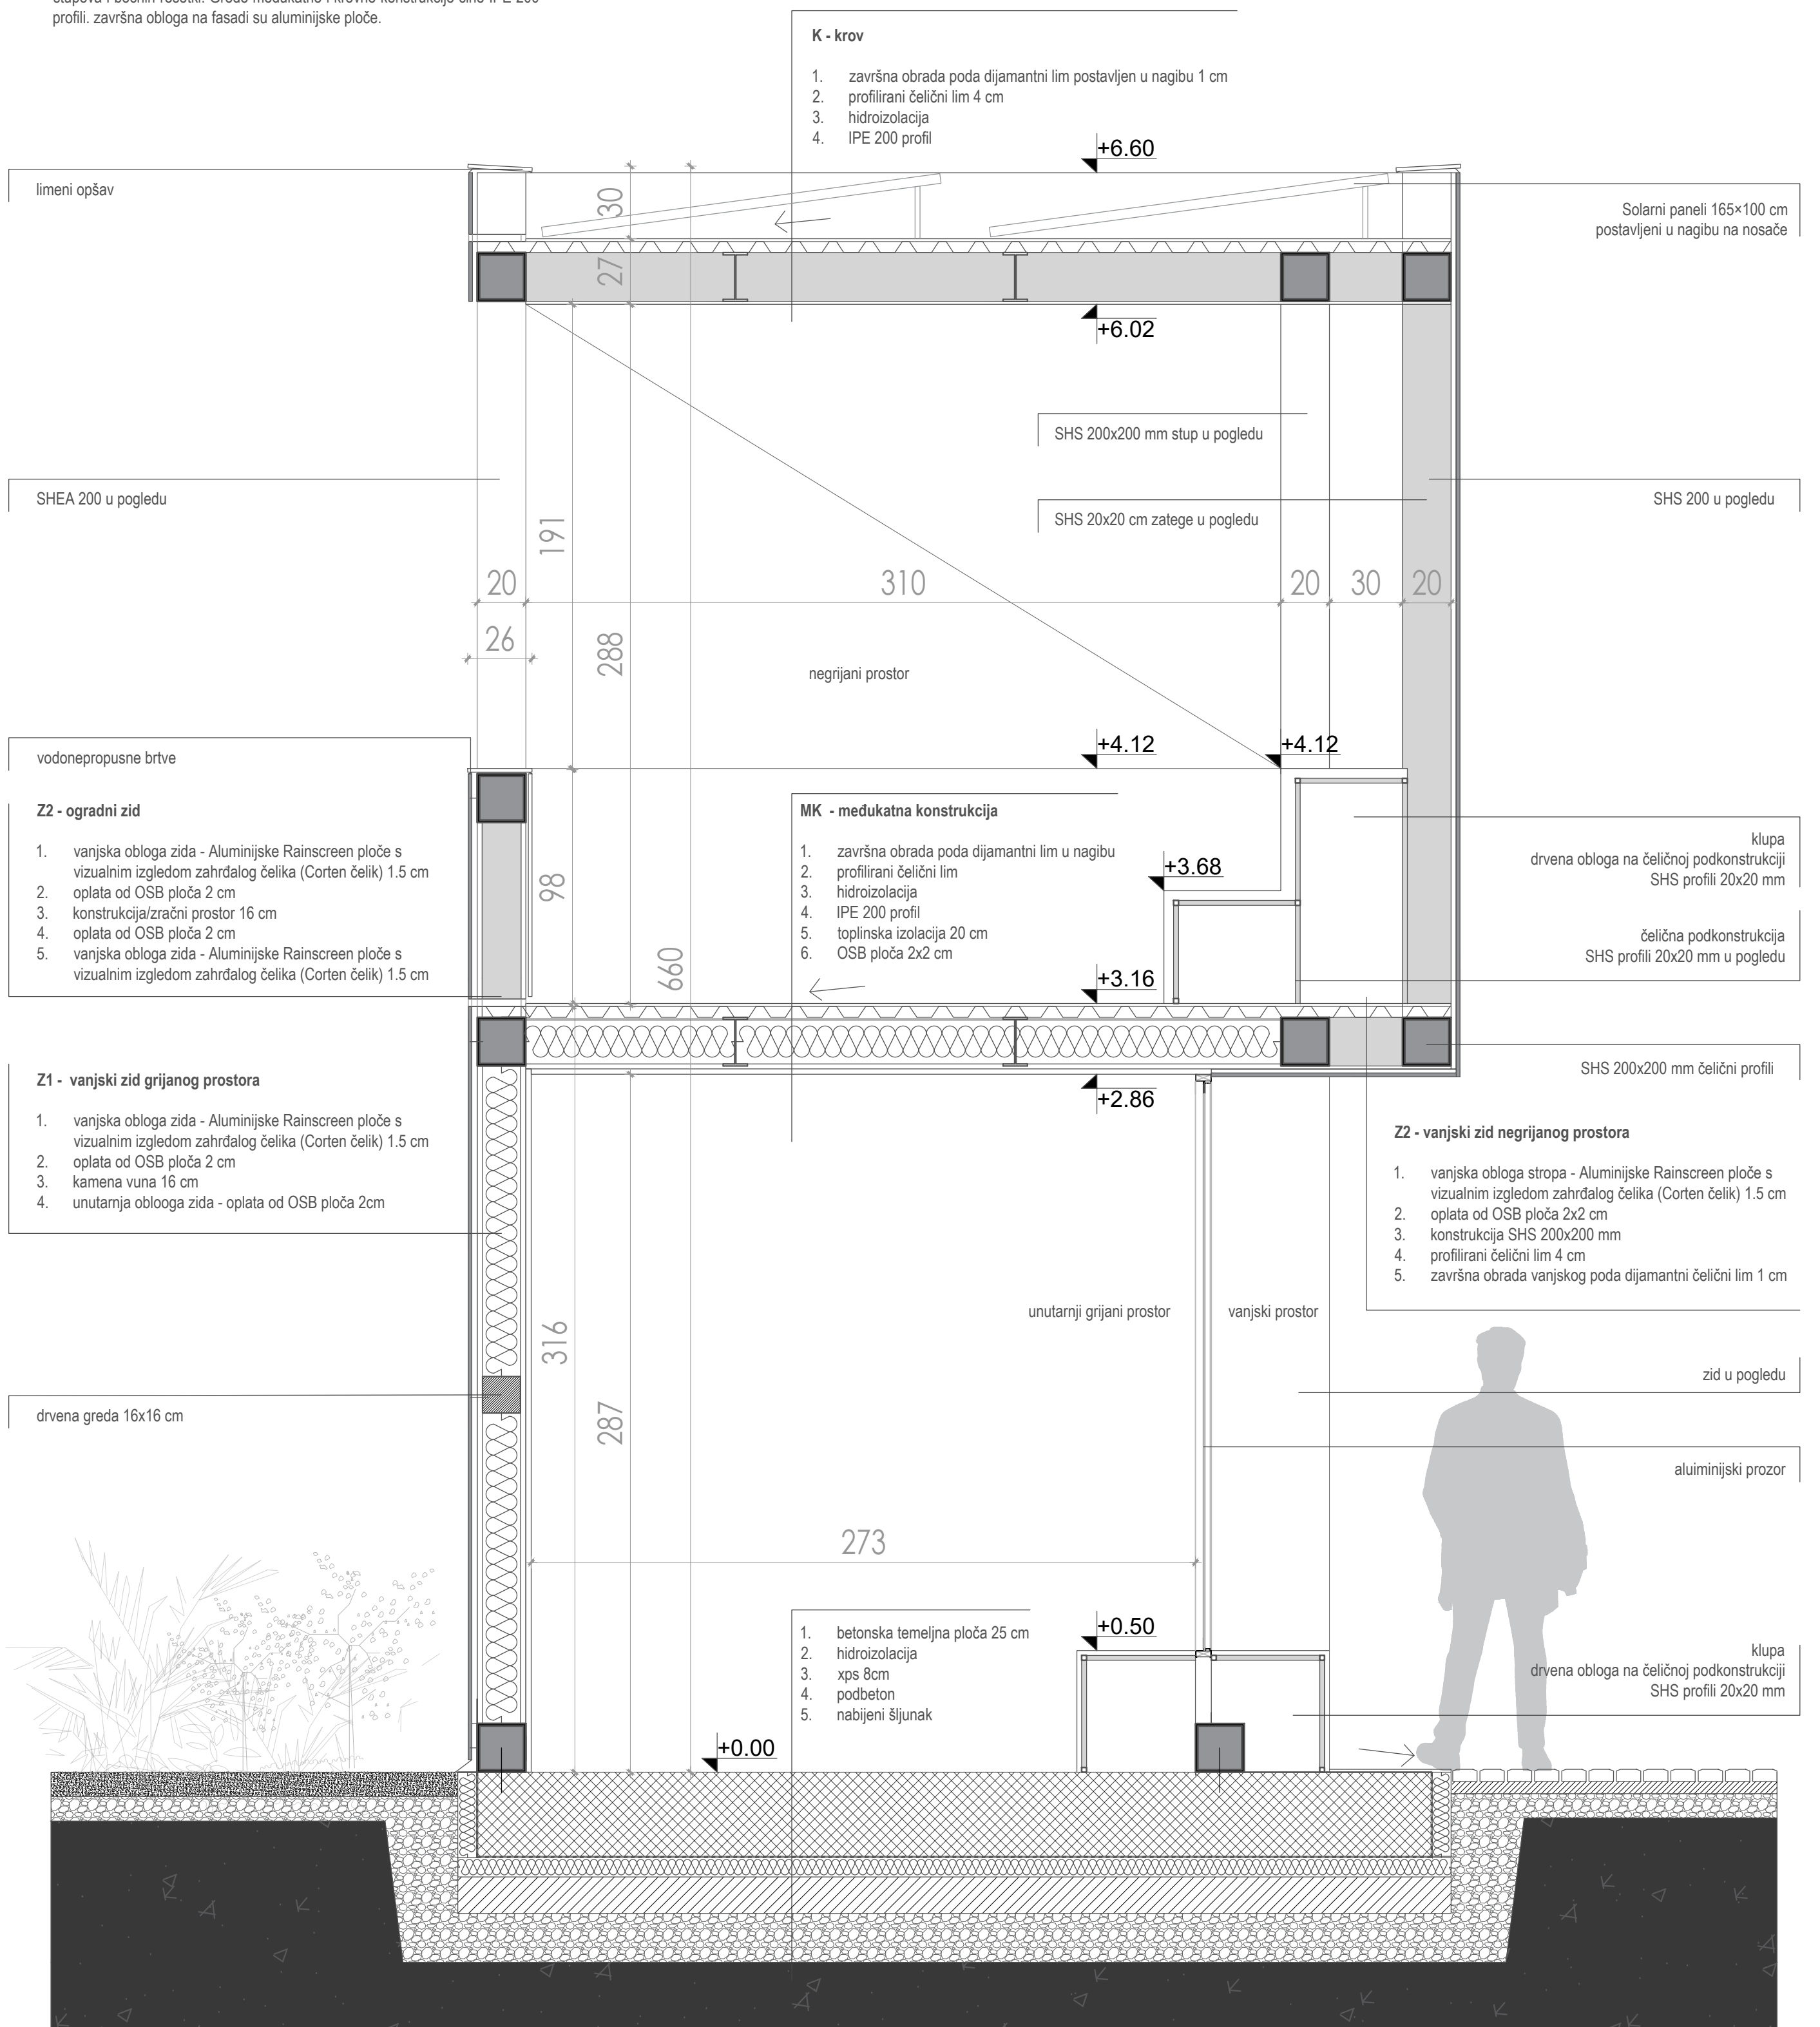 profili. završna obloga na fasadi su aluminijske ploče.
K - krov
1. završna obrada poda dijamantni lim postavljen u nagibu 1 cm
2. profilirani čelični lim 4 cm
3. hidroizolacija
4. IPE 200 profil
+6.60
limeni opšav
30
Solarni paneli 165×100 cm
postavljeni u nagibu na nosače
27
+6.02
SHS 200x200 mm stup u pogledu
SHEA 200 u pogledu
SHS 200 u pogledu
SHS 20x20 cm zatege u pogledu
191
20
310
20
30
20
26
288
negrijani prostor
+4.12
+4.12
vodonepropusne brtve
Z2 - ogradni zid
1. vanjska obloga zida - Aluminijske Rainscreen ploče s
vizualnim izgledom zahrđalog čelika (Corten čelik) 1.5 cm
2. oplata od OSB ploča 2 cm
3. konstrukcija/zračni prostor 16 cm
4. oplata od OSB ploča 2 cm
5. vanjska obloga zida - Aluminijske Rainscreen ploče s
vizualnim izgledom zahrđalog čelika (Corten čelik) 1.5 cm
98
660
MK - međukatna konstrukcija
1. završna obrada poda dijamantni lim u nagibu
2. profilirani čelični lim
3. hidroizolacija
4. IPE 200 profil
5. toplinska izolacija 20 cm
6. OSB ploča 2x2 cm
+3.68
+3.16
klupa
drvena obloga na čeličnoj podkonstrukciji
SHS profili 20x20 mm
čelična podkonstrukcija
SHS profili 20x20 mm u pogledu
SHS 200x200 mm čelični profili
+2.86
Z1 - vanjski zid grijanog prostora
1. vanjska obloga zida - Aluminijske Rainscreen ploče s
vizualnim izgledom zahrđalog čelika (Corten čelik) 1.5 cm
2. oplata od OSB ploča 2 cm
3. kamena vuna 16 cm
4. unutarnja oblooga zida - oplata od OSB ploča 2cm
Z2 - vanjski zid negrijanog prostora
1. vanjska obloga stropa - Aluminijske Rainscreen ploče s
vizualnim izgledom zahrđalog čelika (Corten čelik) 1.5 cm
2. oplata od OSB ploča 2x2 cm
3. konstrukcija SHS 200x200 mm
4. profilirani čelični lim 4 cm
5. završna obrada vanjskog poda dijamantni čelični lim 1 cm
unutarnji grijani prostor
vanjski prostor
316
287
zid u pogledu
drvena greda 16x16 cm
aluiminijski prozor
273
1. betonska temeljna ploča 25 cm
2. hidroizolacija
3. xps 8cm
4. podbeton
5. nabijeni šljunak
+0.50
klupa
drvena obloga na čeličnoj podkonstrukciji
SHS profili 20x20 mm
+0.00